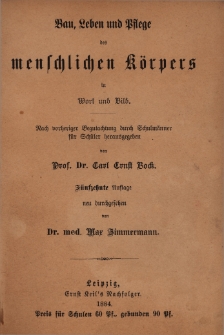 Bau, Leben und Pflege
des
menschlichen Körpers
in
Wort und Bild.
Nach vorheriger Begutachtung durch Schulmänner
für Schüler herausgegeben
von
Prof. Dr. Carl Ernst Bock.
Fünfzehnte Auflage
neu durchgesehen
von
Dr. med. Max Zimmermann.
Leipzig,
Ernst Keil's Nachfolger.
1884.
Preis für Schulen 60 Pf., gebunden 90 Pf.